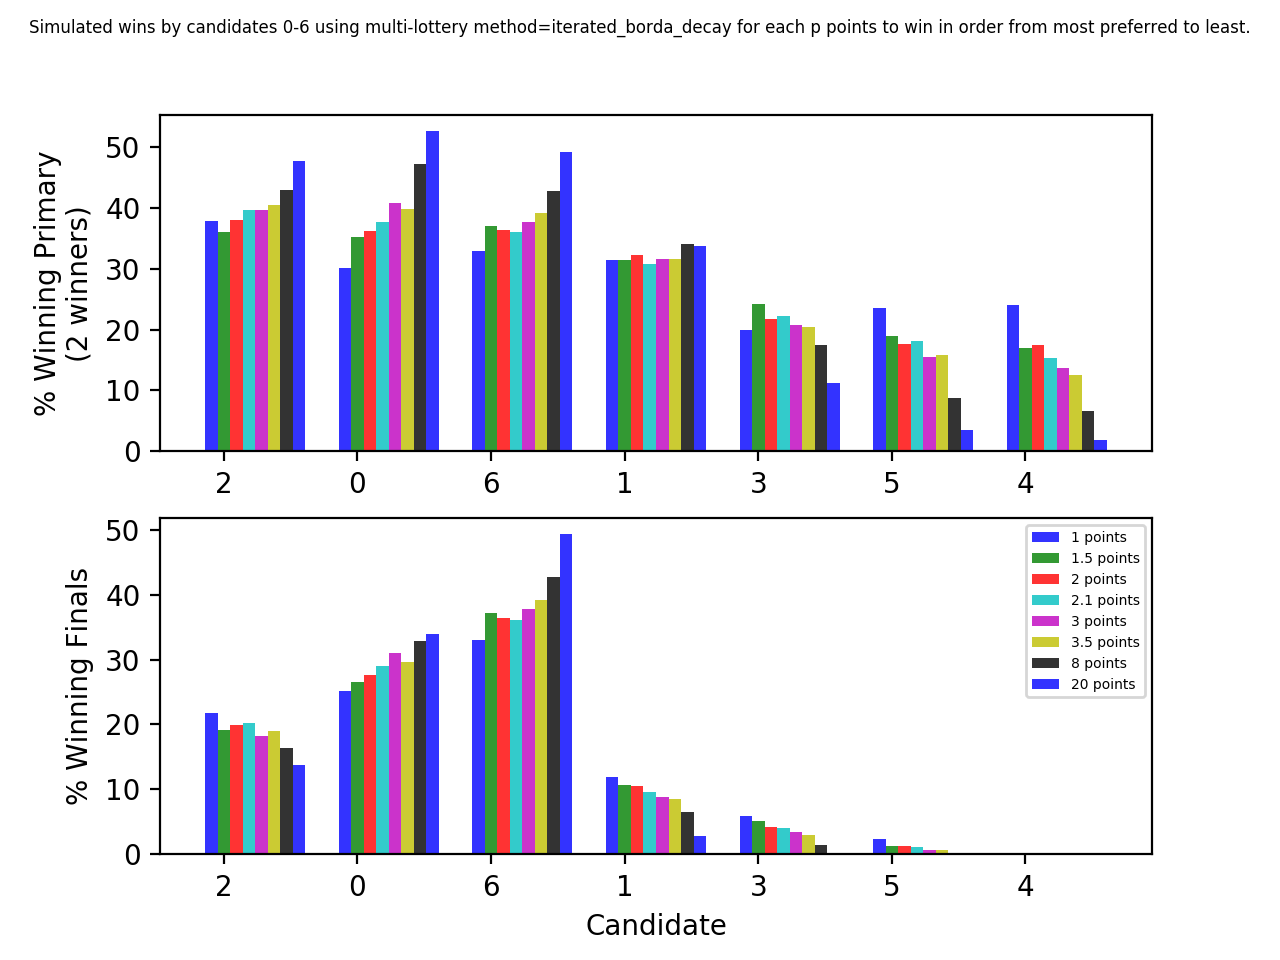 Simulated wins by candidates 0-6 using multi-lottery method=iterated_borda_decay for each p points to win in order from most preferred to least.
% Winning Primary
(2 winners)
50
40
30
20
10
0
2 0 6 1 3 5 4
% Winning Finals
50
40
30
20
10
0
1 points
1.5 points
2 points
2.1 points
3 points
3.5 points
8 points
20 points
2 0 6 1 3 5 4
Candidate